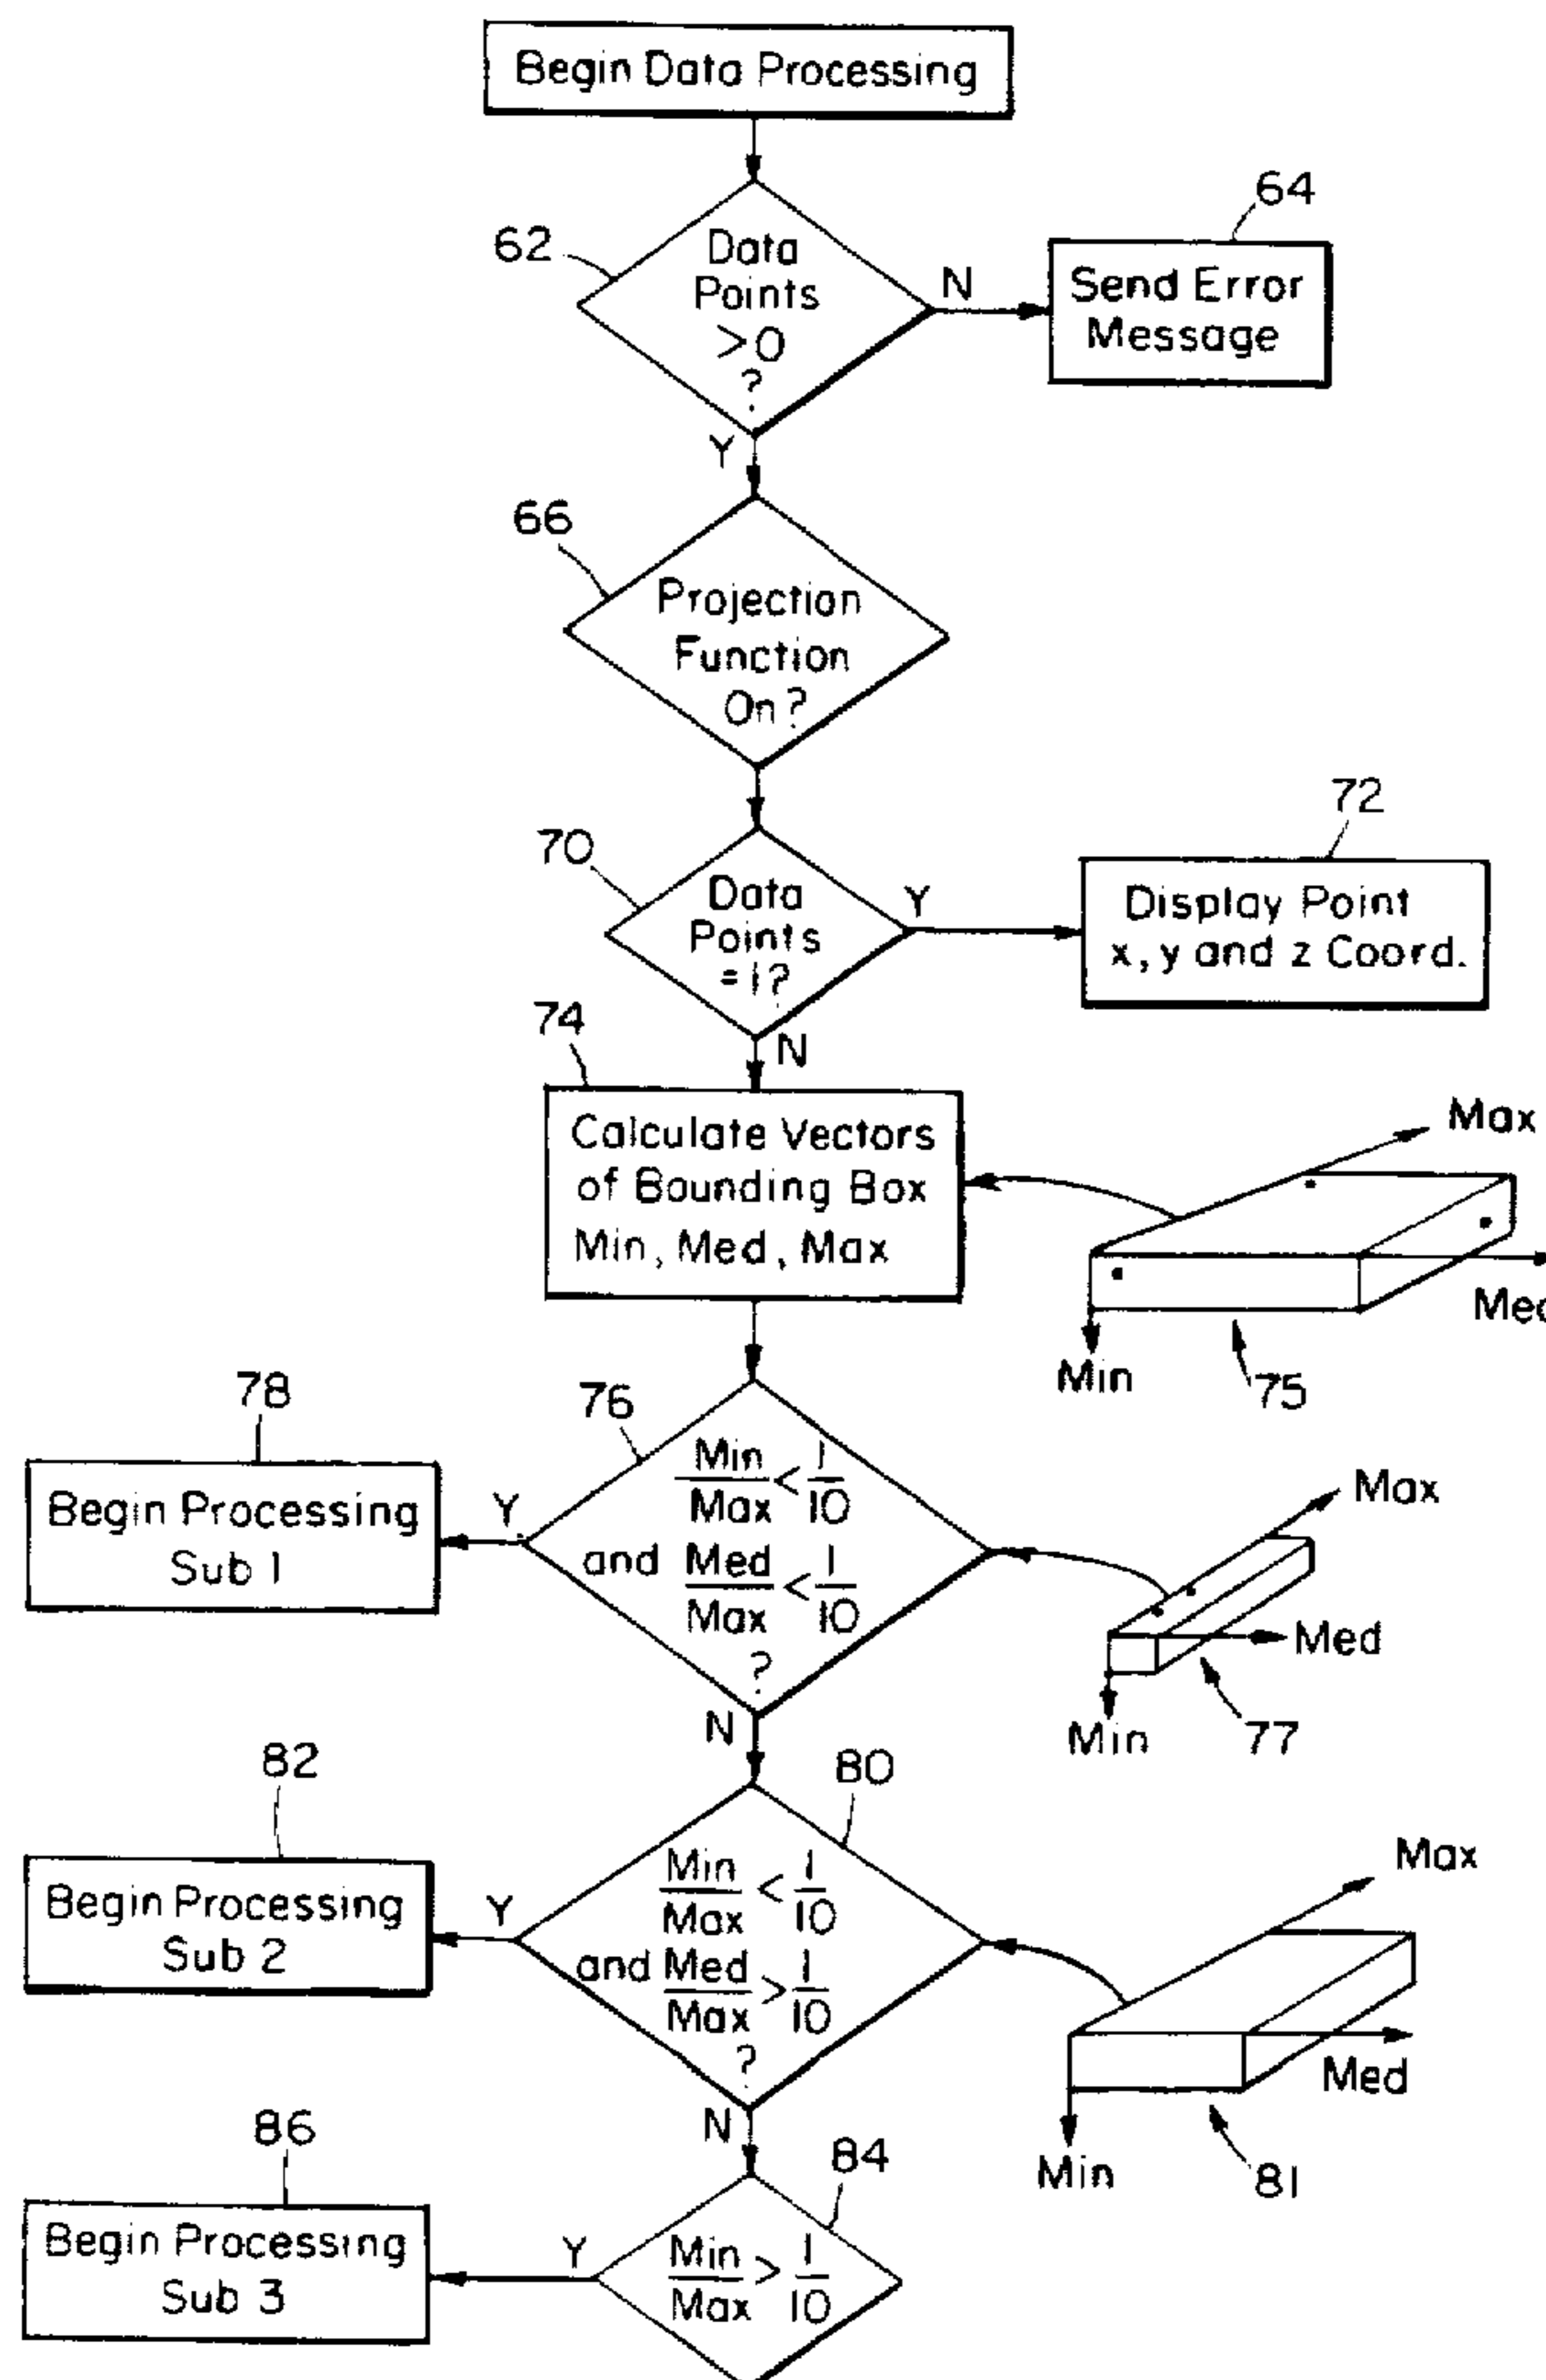 Begin Data Processing
62
Data
Points
>0
?
N
64
Send Error
Message
Y
66
Projection
Function
On?
70
Data
Points
=1?
Y
72
Display Point
x, y and z Coord.
N
74
Calculate Vectors
of Bounding Box
Min, Med, Max
Max
Med
Min
75
76
Min/Max < 1/10
and Med/Max < 1/10
?
Y
78
Begin Processing
Sub 1
Max
Med
Min
77
N
80
Min/Max < 1/10
and Med/Max > 1/10
?
Y
82
Begin Processing
Sub 2
Max
Med
Min
81
N
84
Min/Max > 1/10
Y
86
Begin Processing
Sub 3